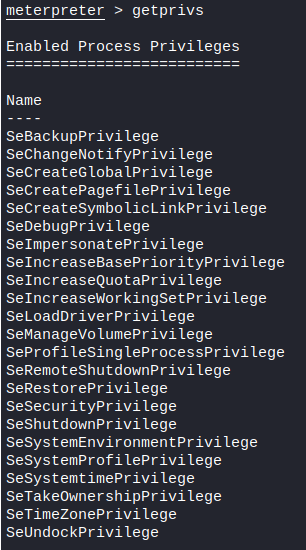 meterpreter > getprivs
Enabled Process Privileges
==========================
Name
----
SeBackupPrivilege
SeChangeNotifyPrivilege
SeCreateGlobalPrivilege
SeCreatePagefilePrivilege
SeCreateSymbolicLinkPrivilege
SeDebugPrivilege
SeImpersonatePrivilege
SeIncreaseBasePriorityPrivilege
SeIncreaseQuotaPrivilege
SeIncreaseWorkingSetPrivilege
SeLoadDriverPrivilege
SeManageVolumePrivilege
SeProfileSingleProcessPrivilege
SeRemoteShutdownPrivilege
SeRestorePrivilege
SeSecurityPrivilege
SeShutdownPrivilege
SeSystemEnvironmentPrivilege
SeSystemProfilePrivilege
SeSystemtimePrivilege
SeTakeOwnershipPrivilege
SeTimeZonePrivilege
SeUndockPrivilege